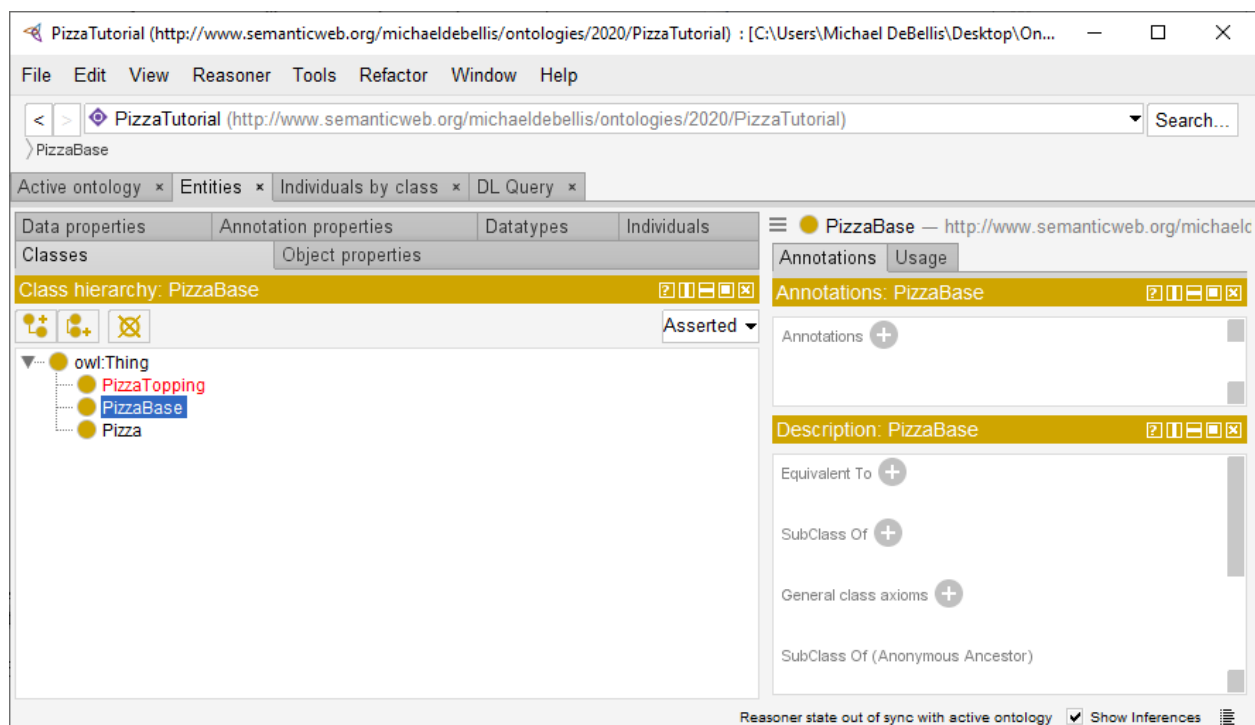 PizzaTutorial (http://www.semanticweb.org/michaeldebellis/ontologies/2020/PizzaTutorial) : [C:\Users\Michael DeBellis\Desktop\On...
File Edit View Reasoner Tools Refactor Window Help
< > PizzaTutorial (http://www.semanticweb.org/michaeldebellis/ontologies/2020/PizzaTutorial) Search...
PizzaBase
Active ontology × Entities × Individuals by class × DL Query ×
Data properties Annotation properties Datatypes Individuals
Classes Object properties
Class hierarchy: PizzaBase
Asserted
owl:Thing
PizzaTopping
PizzaBase
Pizza
PizzaBase — http://www.semanticweb.org/michaelc
Annotations Usage
Annotations: PizzaBase
Annotations
Description: PizzaBase
Equivalent To
SubClass Of
General class axioms
SubClass Of (Anonymous Ancestor)
Reasoner state out of sync with active ontology Show Inferences